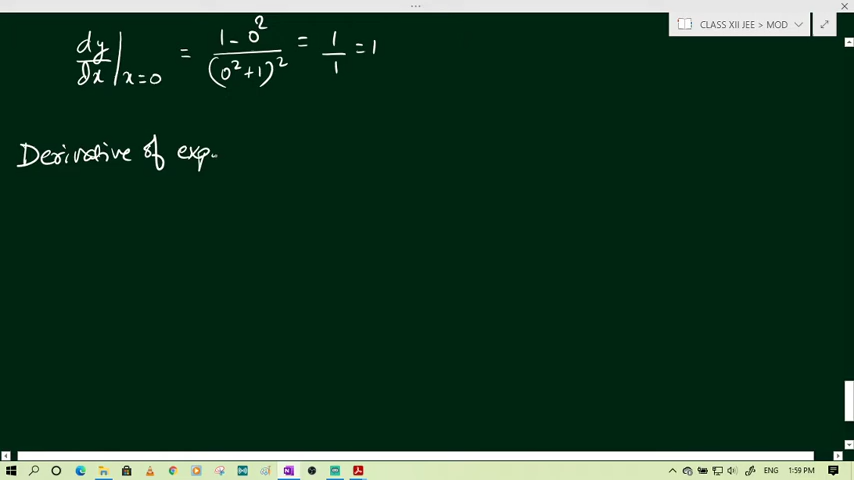 CLASS XII JEE > MOD
dy/dx|x=0 = 1-0²/(0²+1)² = 1/1 = 1
Derivative of exp.
ENG 1:59 PM